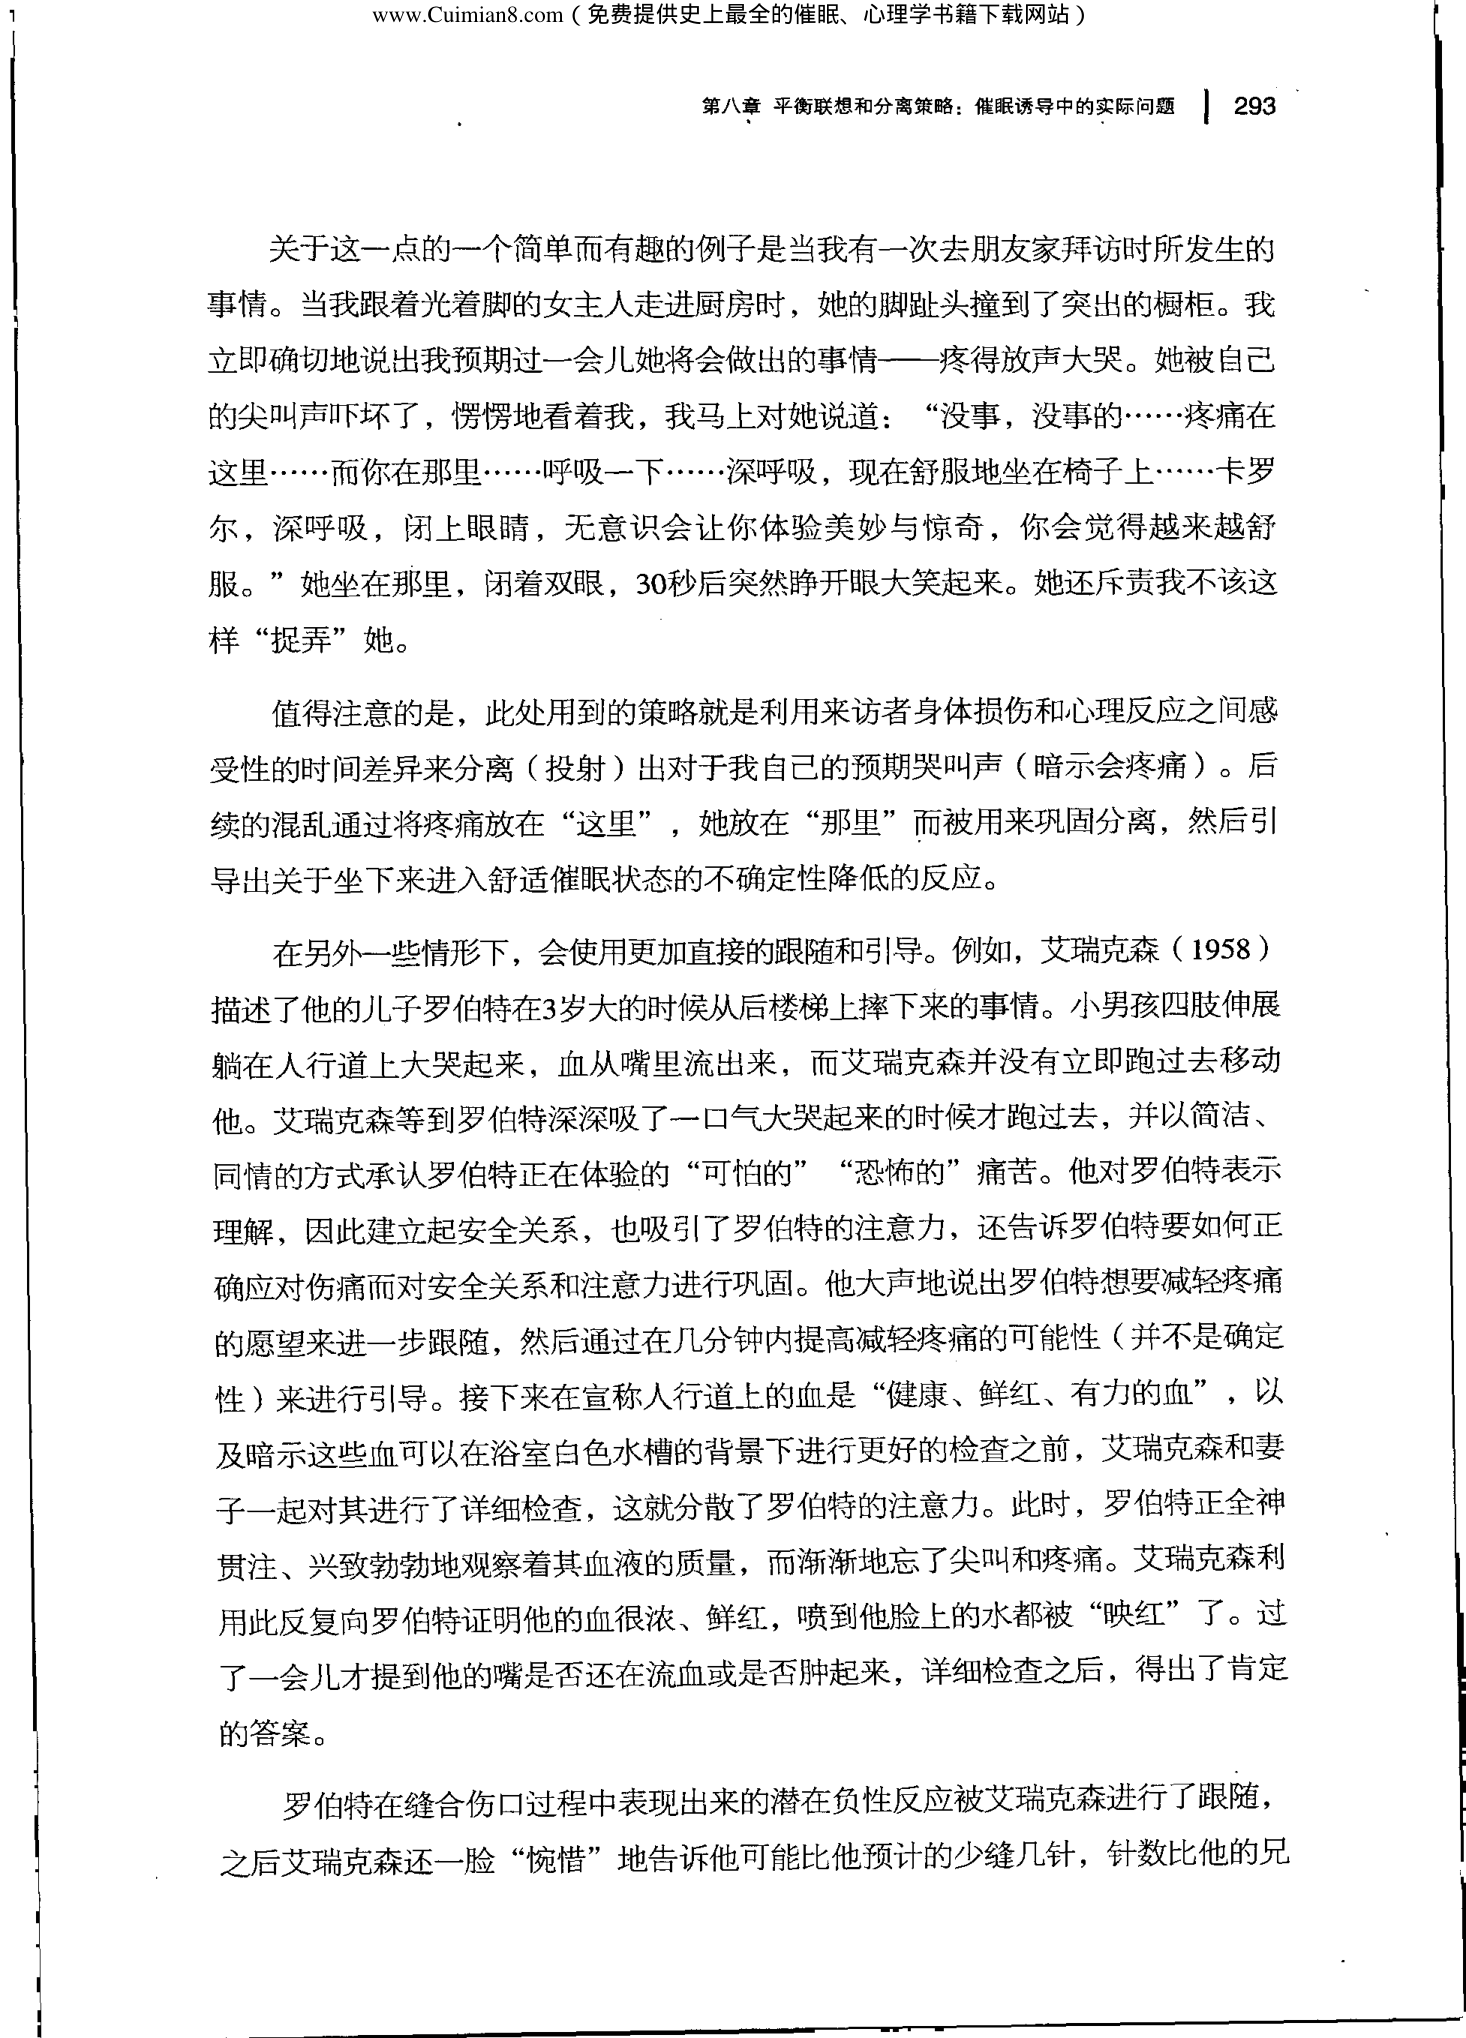 www.Cuimian8.com（免费提供史上最全的催眠、心理学书籍下载网站）
第八章 平衡联想和分离策略：催眠诱导中的实际问题 | 293
关于这一点的一个简单而有趣的例子是当我有一次去朋友家拜访时所发生的
事情。当我跟着光着脚的女主人走进厨房时，她的脚趾头撞到了突出的橱柜。我
立即确切地说出我预期过一会儿她将会做出的事情——疼得放声大哭。她被自己
的尖叫声吓坏了，愣愣地看着我，我马上对她说道：“没事，没事的……疼痛在
这里……而你在那里……呼吸一下……深呼吸，现在舒服地坐在椅子上……卡罗
尔，深呼吸，闭上眼睛，无意识会让你体验美妙与惊奇，你会觉得越来越舒
服。”她坐在那里，闭着双眼，30秒后突然睁开眼大笑起来。她还斥责我不该这
样“捉弄”她。
值得注意的是，此处用到的策略就是利用来访者身体损伤和心理反应之间感
受性的时间差异来分离（投射）出对于我自己的预期哭叫声（暗示会疼痛）。后
续的混乱通过将疼痛放在“这里”，她放在“那里”而被用来巩固分离，然后引
导出关于坐下来进入舒适催眠状态的不确定性降低的反应。
在另外一些情形下，会使用更加直接的跟随和引导。例如，艾瑞克森（1958）
描述了他的儿子罗伯特在3岁大的时候从后楼梯上摔下来的事情。小男孩四肢伸展
躺在人行道上大哭起来，血从嘴里流出来，而艾瑞克森并没有立即跑过去移动
他。艾瑞克森等到罗伯特深深吸了一口气大哭起来的时候才跑过去，并以简洁、
同情的方式承认罗伯特正在体验的“可怕的”“恐怖的”痛苦。他对罗伯特表示
理解，因此建立起安全关系，也吸引了罗伯特的注意力，还告诉罗伯特要如何正
确应对伤痛而对安全关系和注意力进行巩固。他大声地说出罗伯特想要减轻疼痛
的愿望来进一步跟随，然后通过在几分钟内提高减轻疼痛的可能性（并不是确定
性）来进行引导。接下来在宣称人行道上的血是“健康、鲜红、有力的血”，以
及暗示这些血可以在浴室白色水槽的背景下进行更好的检查之前，艾瑞克森和妻
子一起对其进行了详细检查，这就分散了罗伯特的注意力。此时，罗伯特正全神
贯注、兴致勃勃地观察着其血液的质量，而渐渐地忘了尖叫和疼痛。艾瑞克森利
用此反复向罗伯特证明他的血很浓、鲜红，喷到他脸上的水都被“映红”了。过
了一会儿才提到他的嘴是否还在流血或是否肿起来，详细检查之后，得出了肯定
的答案。
罗伯特在缝合伤口过程中表现出来的潜在负性反应被艾瑞克森进行了跟随，
之后艾瑞克森还一脸“惋惜”地告诉他可能比他预计的少缝几针，针数比他的兄